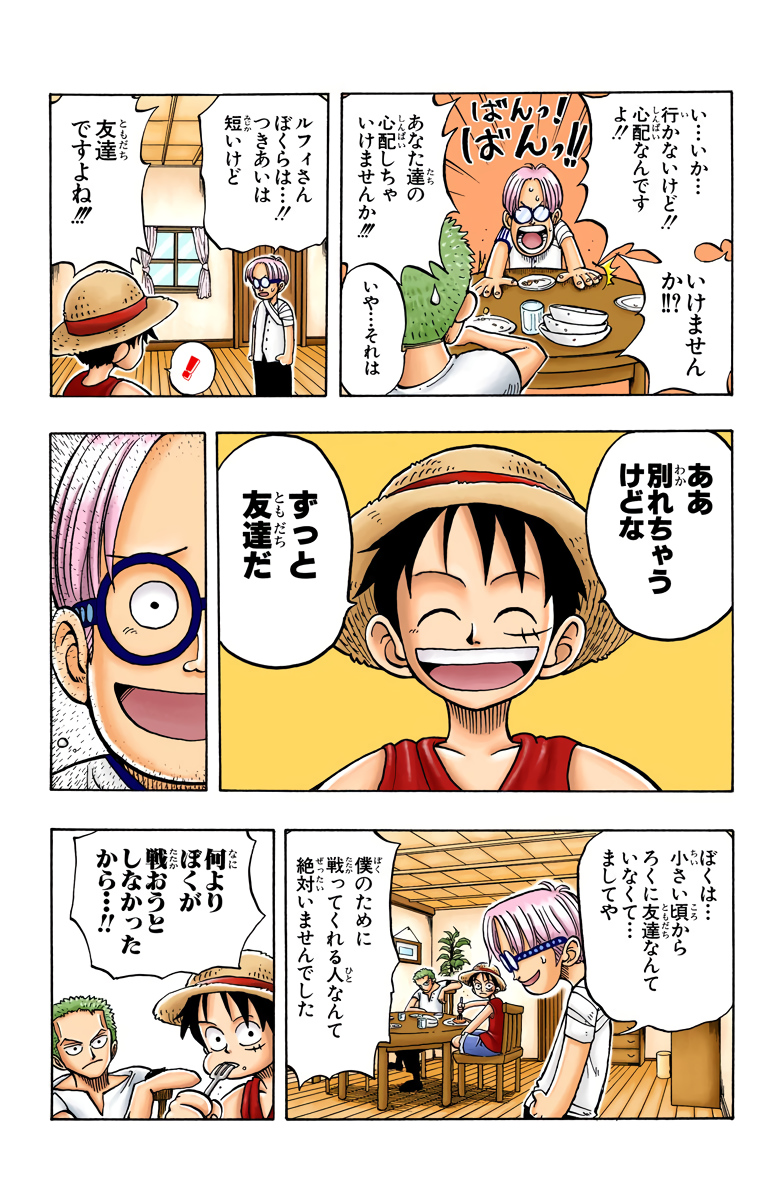 い…いか…
行かないけど!!
心配なんです
よ!!
いけません
か!!?
ばんっ!
ばんっ!!
あなた達の
心配しちゃ
いけませんか!!!
いや…それは
ルフィさん
ぼくらは…!!
つきあいは
短いけど
友達
ですよね!!!
!
ああ
別れちゃう
けどな
ずっと
友達だ
ぼくは…
小さい頃から
ろくに友達なんて
いなくて…
ましてや
僕のために
戦ってくれる人なんて
絶対いませんでした
何より
ぼくが
戦おうと
しなかった
から…!!